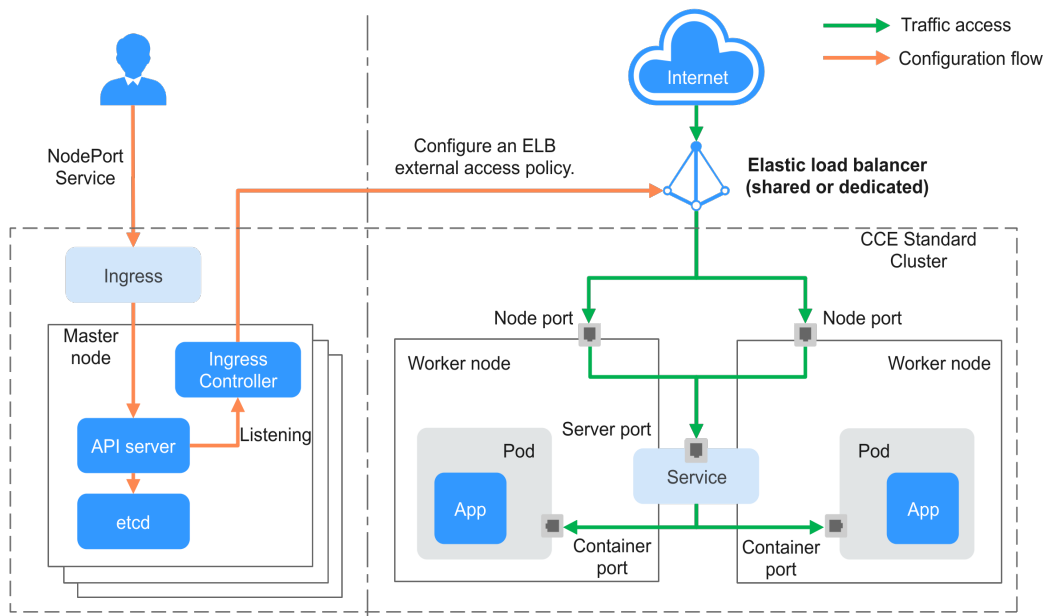 Internet
Traffic access
Configuration flow
NodePort
Service
Configure an ELB
external access policy.
Elastic load balancer
(shared or dedicated)
CCE Standard
Cluster
Ingress
Master
node
Ingress
Controller
API server
Listening
etcd
Node port
Node port
Worker node
Worker node
Server port
Pod
Service
Pod
App
App
Container
port
Container
port